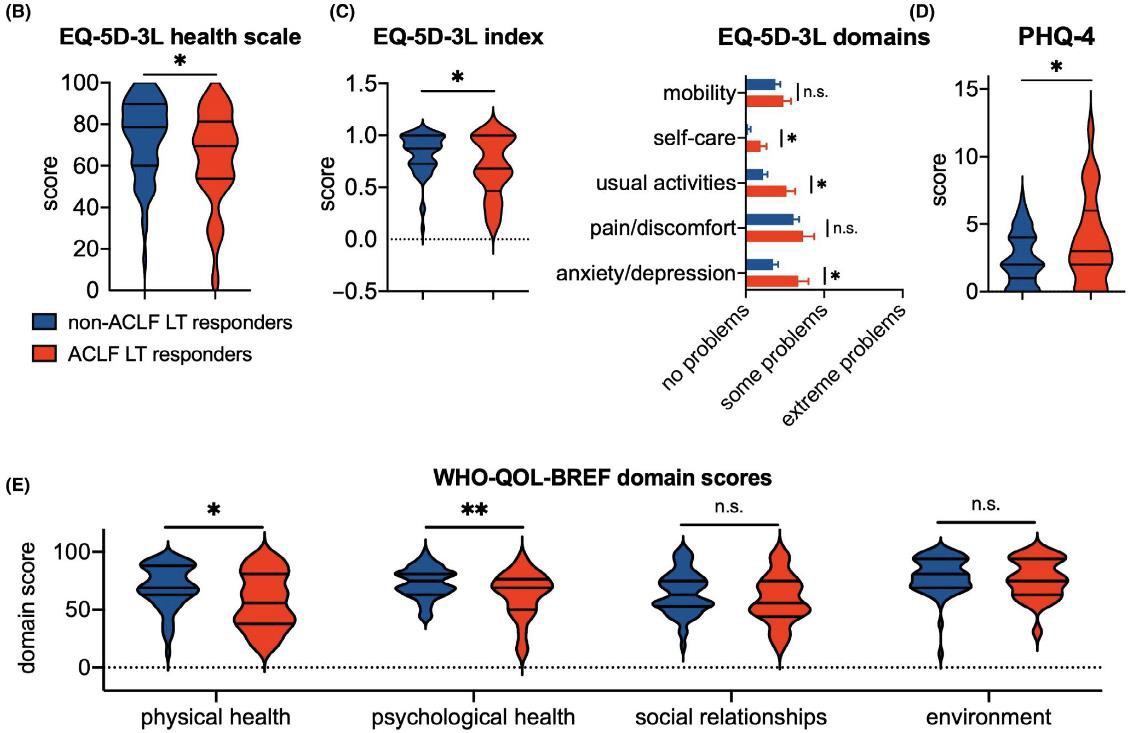 (B)
EQ-5D-3L health scale
*
score
100
80
60
40
20
0
non-ACLF LT responders
ACLF LT responders
(C)
EQ-5D-3L index
*
score
1.5
1.0
0.5
0.0
−0.5
EQ-5D-3L domains
mobility
n.s.
self-care
*
usual activities
*
pain/discomfort
n.s.
anxiety/depression
*
no problems
some problems
extreme problems
(D)
PHQ-4
*
score
15
10
5
0
(E)
WHO-QOL-BREF domain scores
*
**
n.s.
n.s.
domain score
100
50
0
physical health
psychological health
social relationships
environment